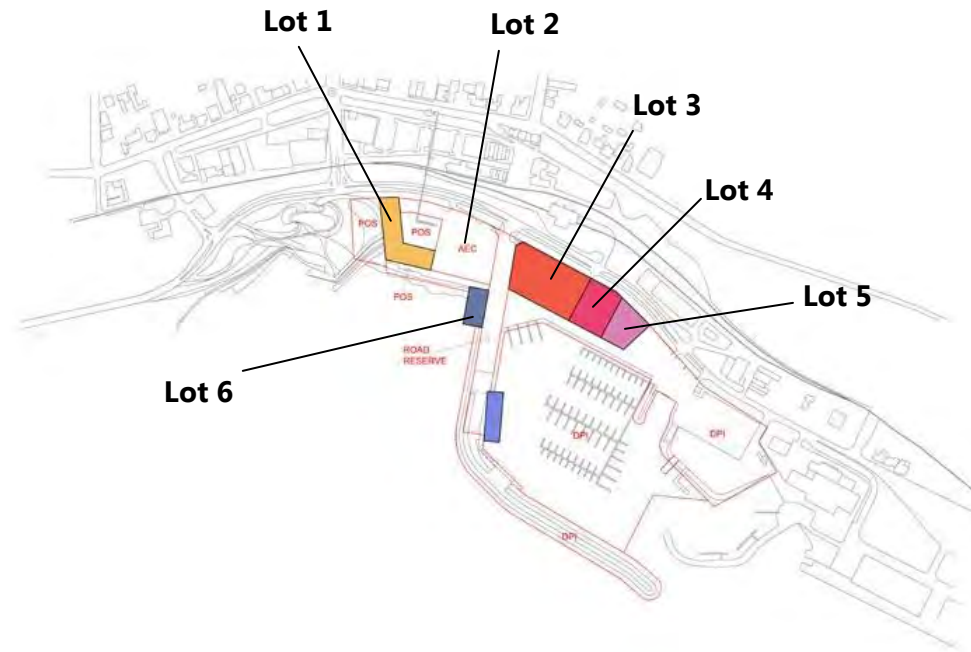 Lot 1
Lot 2
Lot 3
Lot 4
POS
POS
AEC
Lot 5
POS
ROAD
RESERVE
Lot 6
DPI
DPI
DPI